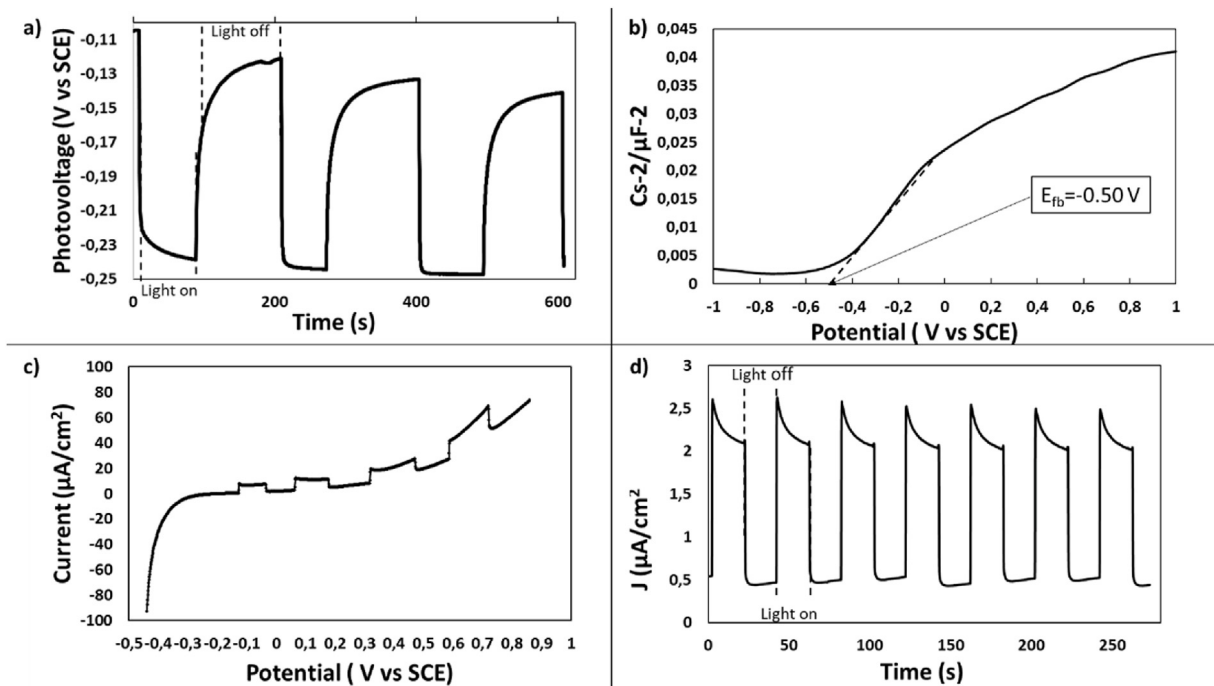 a)
Light off
-0,11
-0,13
-0,15
-0,17
-0,19
-0,21
-0,23
-0,25
Photovoltage (V vs SCE)
Light on
0
200
400
600
Time (s)
b)
0,045
0,04
0,035
0,03
0,025
0,02
0,015
0,01
0,005
0
Cs-2/µF-2
Efb=-0.50 V
-1 -0,8 -0,6 -0,4 -0,2 0 0,2 0,4 0,6 0,8 1
Potential ( V vs SCE)
c)
100
80
60
40
20
0
-20
-40
-60
-80
-100
Current (µA/cm2)
-0,5 -0,4 -0,2 -0,1 0 0,1 0,2 0,3 0,5 0,6 0,7 0,8 0,9 1
Potential ( V vs SCE)
d)
3
2,5
2
1,5
1
0,5
0
J (µA/cm2
Light off
Light on
0 50 100 150 200 250
Time (s)